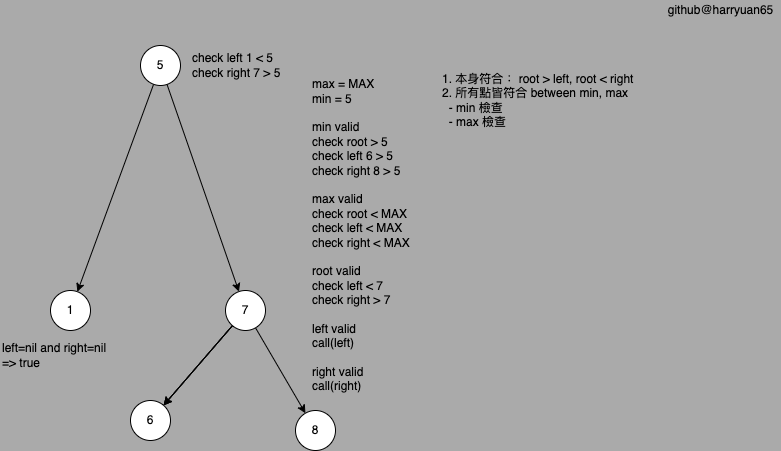 github@harryuan65
5
check left 1 < 5
check right 7 > 5
max = MAX
min = 5
min valid
check root > 5
check left 6 > 5
check right 8 > 5
max valid
check root < MAX
check left < MAX
check right < MAX
root valid
check left < 7
check right > 7
left valid
call(left)
right valid
call(right)
1. 本身符合： root > left, root < right
2. 所有點皆符合 between min, max
- min 檢查
- max 檢查
1
7
left=nil and right=nil
=> true
6
8